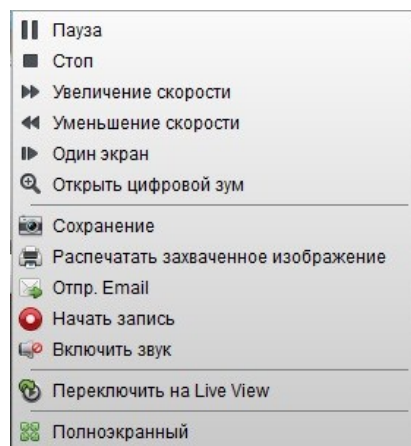 Пауза
Стоп
Увеличение скорости
Уменьшение скорости
Один экран
Открыть цифровой зум
Сохранение
Распечатать захваченное изображение
Отпр. Email
Начать запись
Включить звук
Переключить на Live View
Полноэкранный